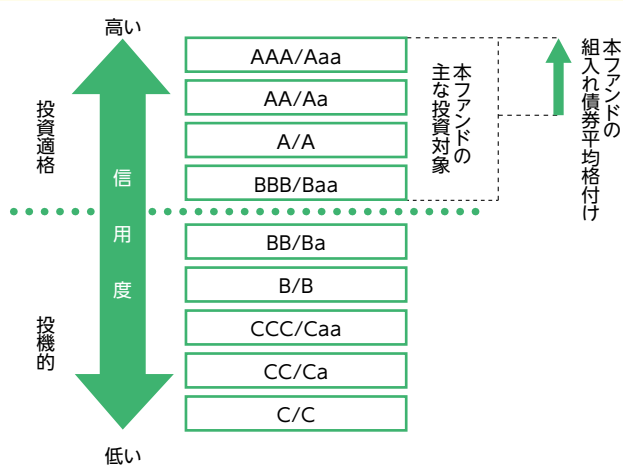 高い
投資適格
信用度
投機的
低い
AAA/Aaa
AA/Aa
A/A
BBB/Baa
BB/Ba
B/B
CCC/Caa
CC/Ca
C/C
本ファンドの
主な投資対象
本ファンドの
組入れ債券平均格付け